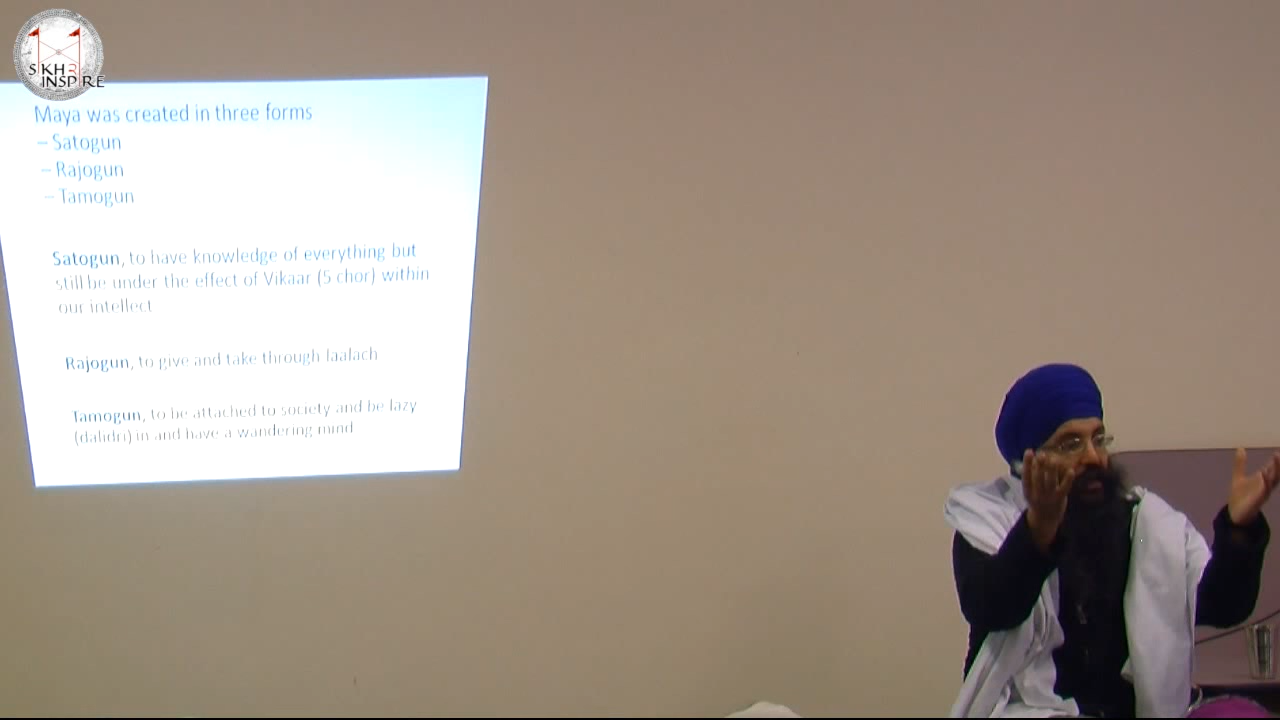 SIKH2
INSPIRE
Maya was created in three forms
– Satogun
– Rajogun
– Tamogun
Satogun, to have knowledge of everything but
still be under the effect of Vikaar (5 chor) within
our intellect
Rajogun, to give and take through laalach
Tamogun, to be attached to society and be lazy
(dalidri) in and have a wandering mind